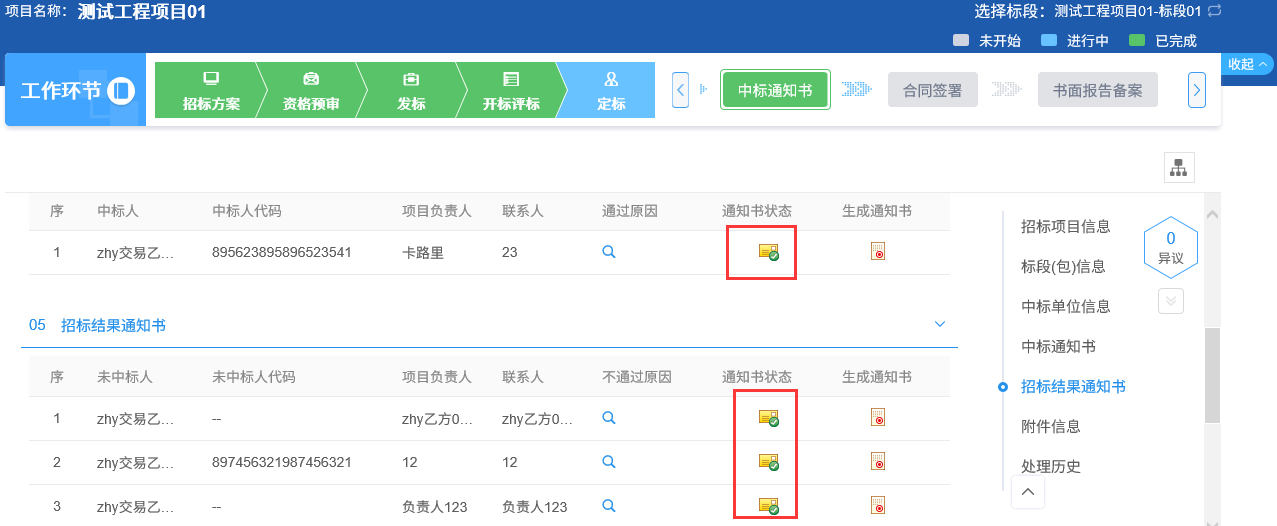 项目名称： 测试工程项目01
选择标段： 测试工程项目01-标段01
未开始 进行中 已完成
收起
工作环节
招标方案 资格预审 发标 开标评标 定标
中标通知书 合同签署 书面报告备案
序 中标人 中标人代码 项目负责人 联系人 通过原因 通知书状态 生成通知书
1 zhy交易乙... 895623895896523541 卡路里 23
05 招标结果通知书
序 未中标人 未中标人代码 项目负责人 联系人 不通过原因 通知书状态 生成通知书
1 zhy交易乙... -- zhy乙方0... zhy乙方0...
2 zhy交易乙... 897456321987456321 12 12
3 zhy交易乙... -- 负责人123 负责人123
招标项目信息
标段(包)信息
中标单位信息
中标通知书
招标结果通知书
附件信息
处理历史
0
异议